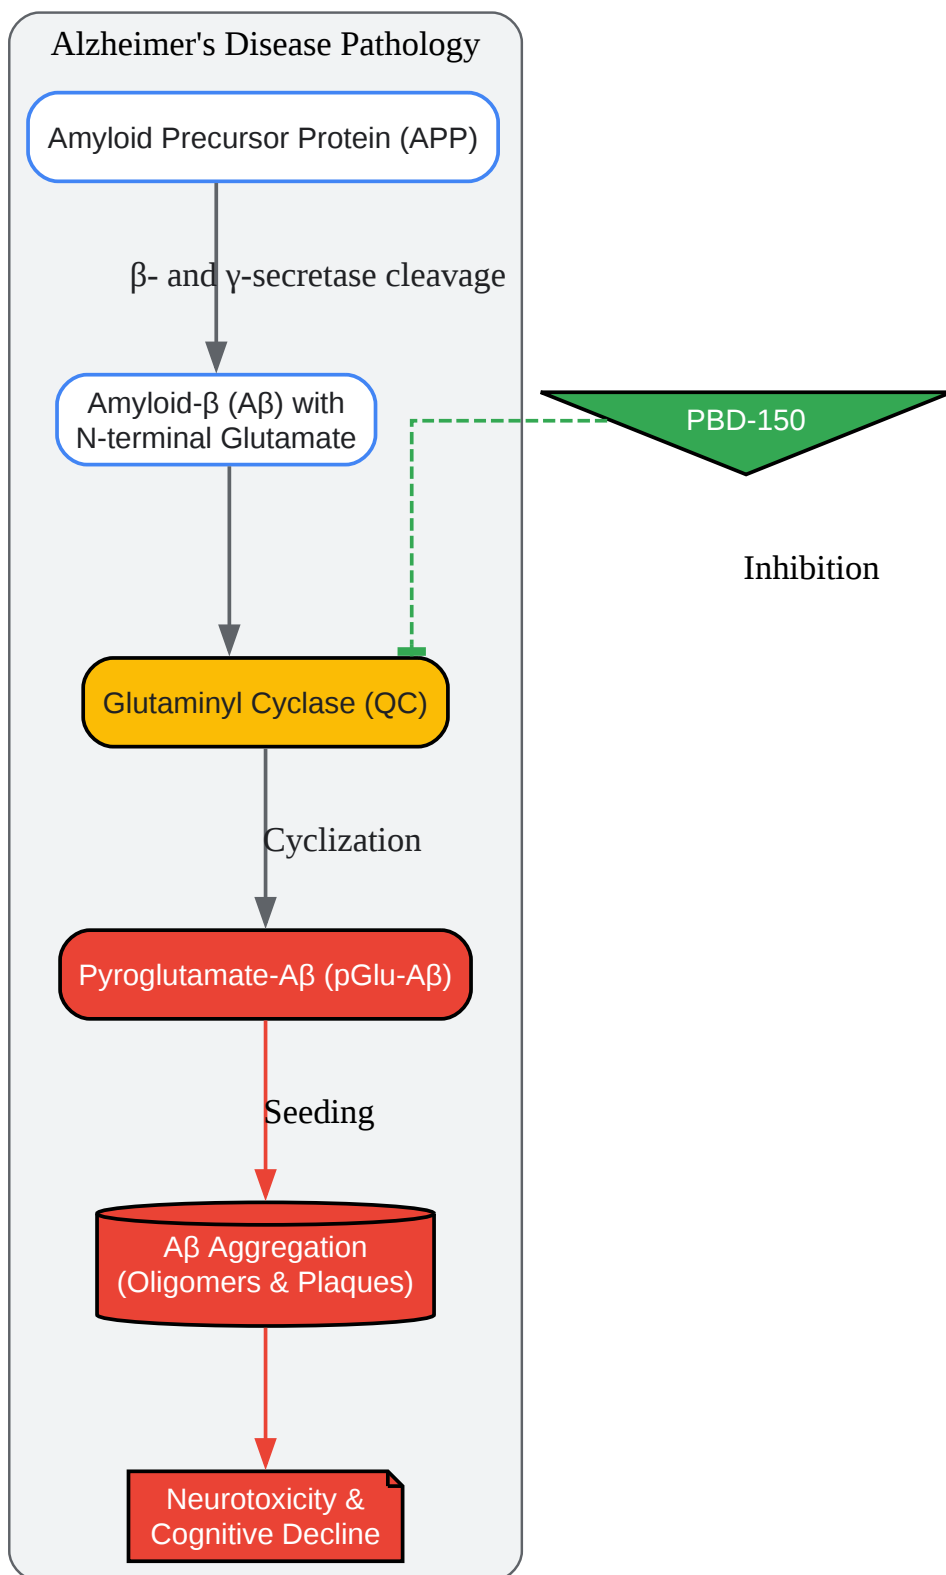 Alzheimer's Disease Pathology
Amyloid Precursor Protein (APP)
β- and γ-secretase cleavage
Amyloid-β (Aβ) with
N-terminal Glutamate
PBD-150
Inhibition
Glutaminyl Cyclase (QC)
Cyclization
Pyroglutamate-Aβ (pGlu-Aβ)
Seeding
Aβ Aggregation
(Oligomers & Plaques)
Neurotoxicity &
Cognitive Decline